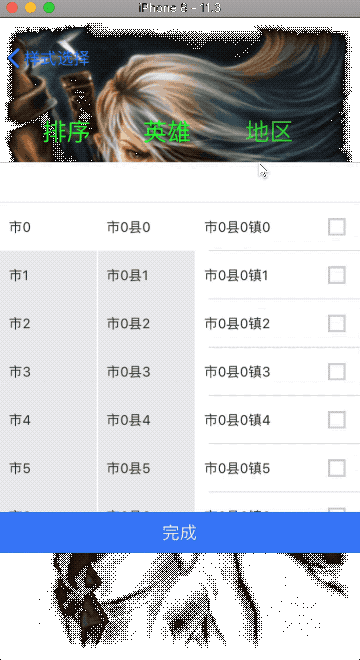 iPhone 6 - 11.3
样式选择
排序 英雄 地区
市0 市0县0 市0县0镇0
市1 市0县1 市0县0镇1
市2 市0县2 市0县0镇2
市3 市0县3 市0县0镇3
市4 市0县4 市0县0镇4
市5 市0县5 市0县0镇5
完成